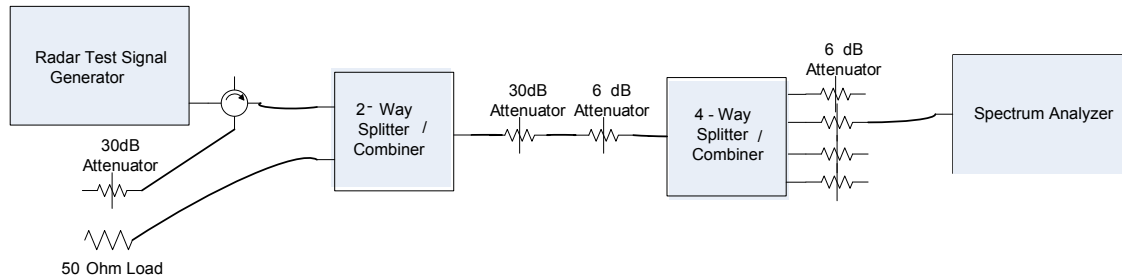 Radar Test Signal
Generator
30dB
Attenuator
50 Ohm Load
2- Way
Splitter /
Combiner
30dB
Attenuator
6 dB
Attenuator
4 - Way
Splitter /
Combiner
6 dB
Attenuator
Spectrum Analyzer